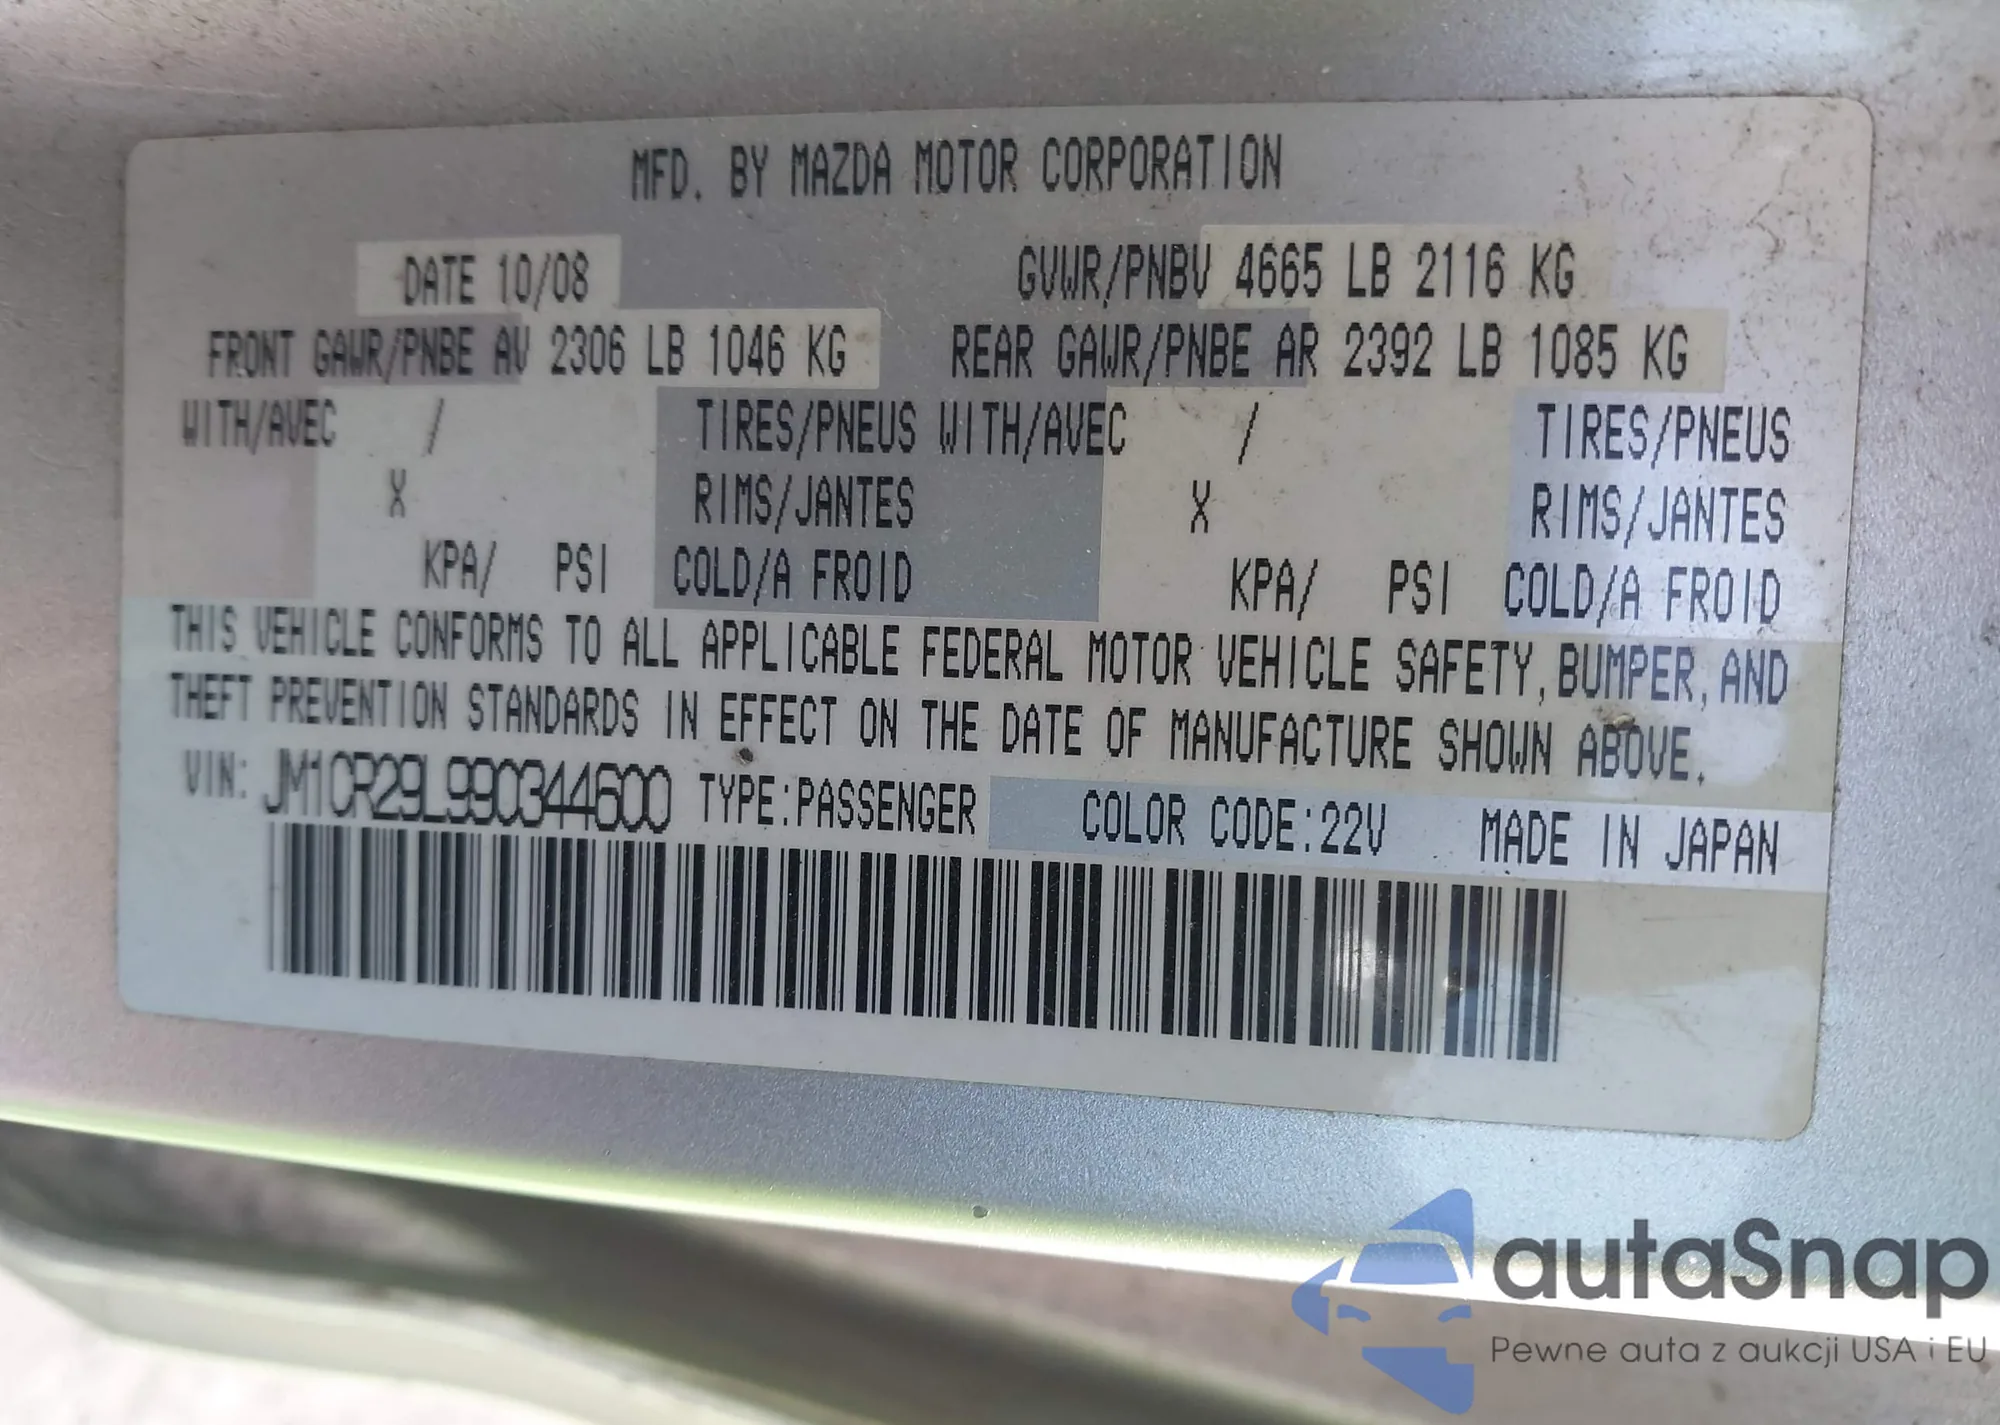 MFD. BY MAZDA MOTOR CORPORATION
DATE 10/08 GVWR/PNBV 4665 LB 2116 KG
FRONT GAWR/PNBE AV 2306 LB 1046 KG REAR GAWR/PNBE AR 2392 LB 1085 KG
WITH/AVEC / TIRES/PNEUS WITH/AVEC / TIRES/PNEUS
X RIMS/JANTES X RIMS/JANTES
KPA/ PSI COLD/A FROID KPA/ PSI COLD/A FROID
THIS VEHICLE CONFORMS TO ALL APPLICABLE FEDERAL MOTOR VEHICLE SAFETY, BUMPER, AND
THEFT PREVENTION STANDARDS IN EFFECT ON THE DATE OF MANUFACTURE SHOWN ABOVE.
VIN: JM1CR29L990344600 TYPE:PASSENGER COLOR CODE:22V MADE IN JAPAN
autaSnap
Pewne auta z aukcji USA i EU